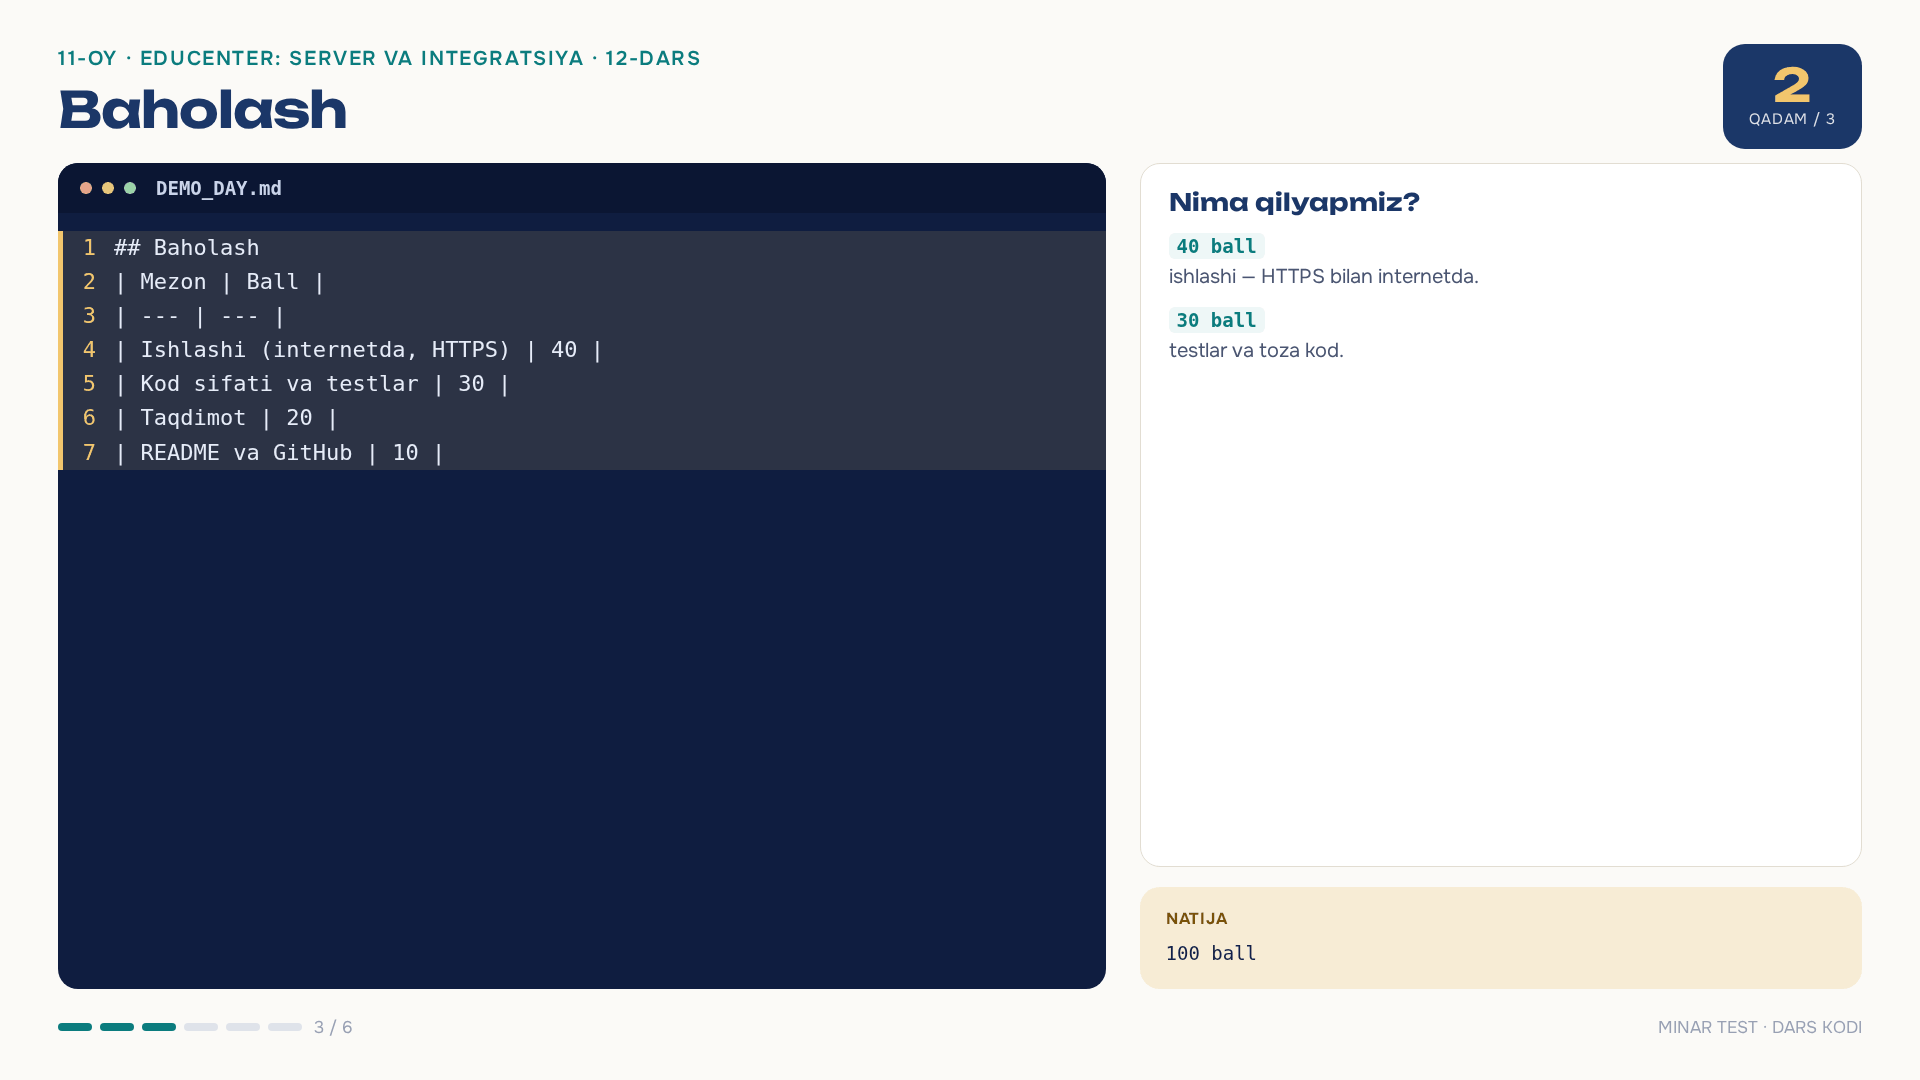 11-OY · EDUCENTER: SERVER VA INTEGRATSIYA · 12-DARS
Baholash
2
QADAM / 3
DEMO_DAY.md
1 ## Baholash
2 | Mezon | Ball |
3 | --- | --- |
4 | Ishlashi (internetda, HTTPS) | 40 |
5 | Kod sifati va testlar | 30 |
6 | Taqdimot | 20 |
7 | README va GitHub | 10 |
Nima qilyapmiz?
40 ball
ishlashi — HTTPS bilan internetda.
30 ball
testlar va toza kod.
NATIJA
100 ball
3 / 6
MINAR TEST · DARS KODI